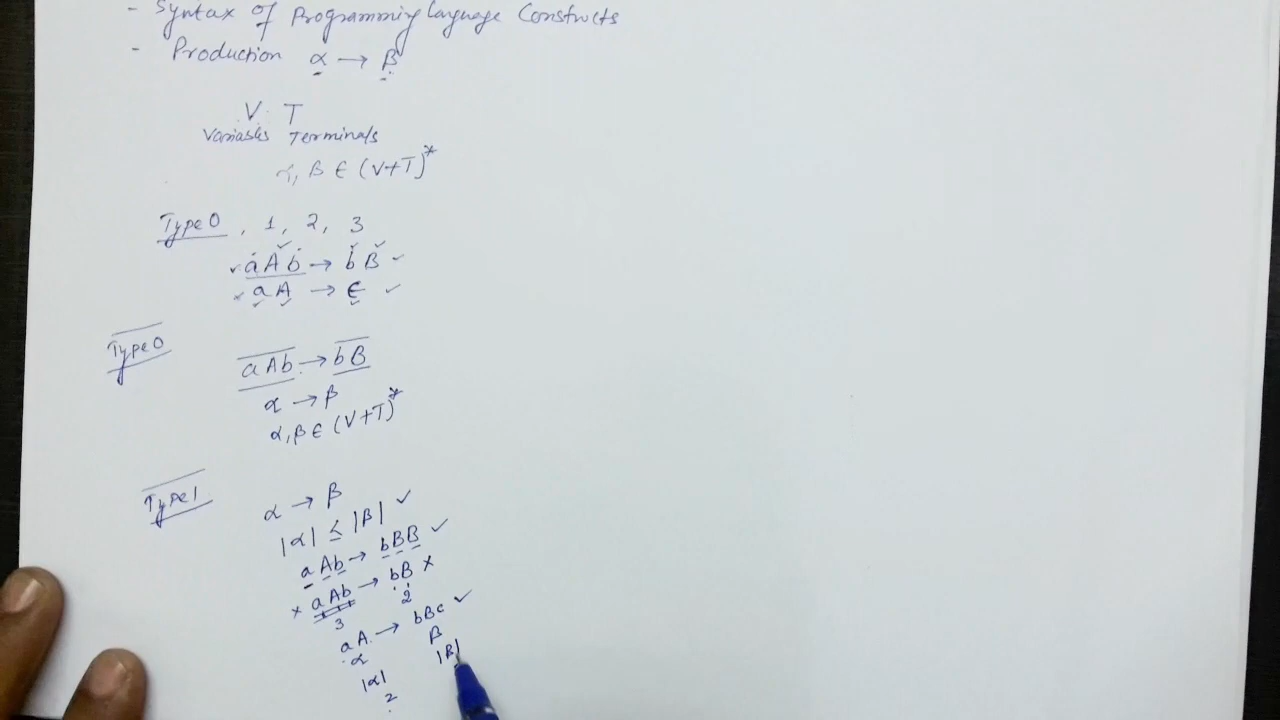 - Syntax of Programming Language Constructs
- Production α → β
V. T
Variables Terminals
α, β ∈ (V+T)*
Type 0, 1, 2, 3
✓ aAb → bB ✓
aA → ϵ ✓
Type 0
aAb → bB
α → β
α, β ∈ (V+T)*
Type 1
α → β
|α| ≤ |β| ✓
aAb → bBB ✓
× aAb → bB ×
3 2
aA → bBc ✓
α β
|α| |β|
2